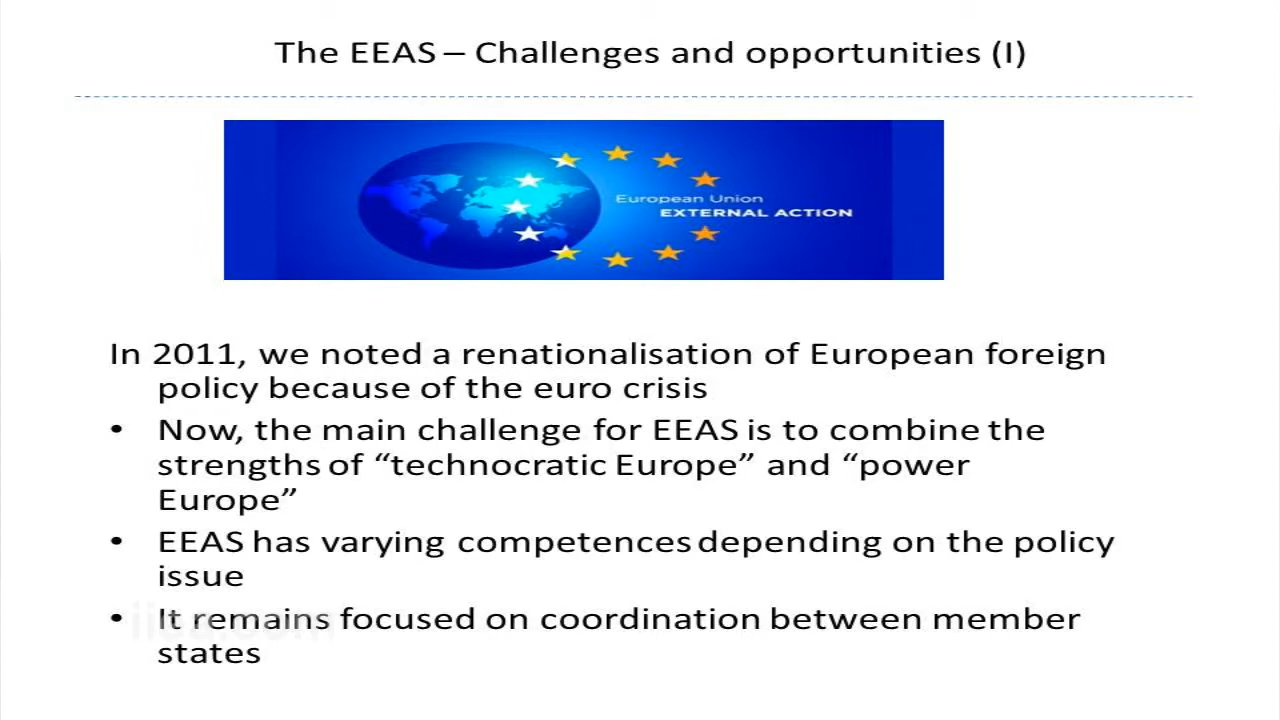 The EEAS – Challenges and opportunities (I)
European Union
EXTERNAL ACTION
In 2011, we noted a renationalisation of European foreign
policy because of the euro crisis
• Now, the main challenge for EEAS is to combine the
strengths of “technocratic Europe” and “power
Europe”
• EEAS has varying competences depending on the policy
issue
• It remains focused on coordination between member
states